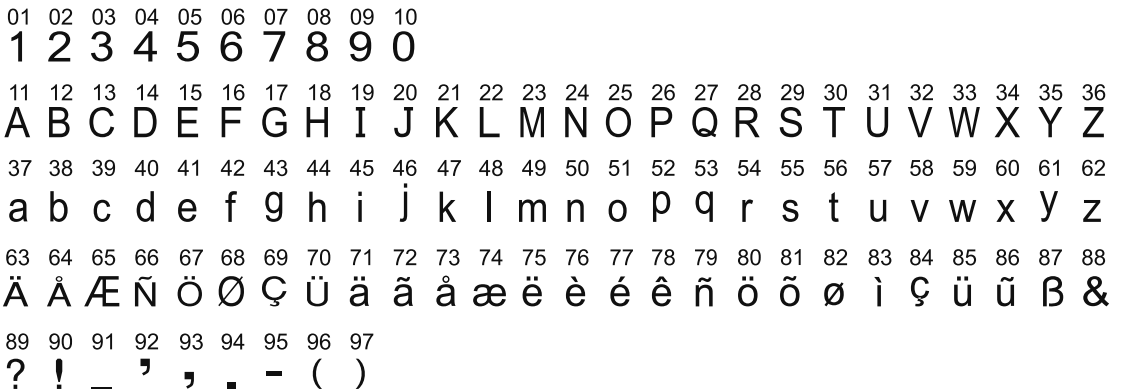 01 02 03 04 05 06 07 08 09 10
1 2 3 4 5 6 7 8 9 0
11 12 13 14 15 16 17 18 19 20 21 22 23 24 25 26 27 28 29 30 31 32 33 34 35 36
A B C D E F G H I J K L M N O P Q R S T U V W X Y Z
37 38 39 40 41 42 43 44 45 46 47 48 49 50 51 52 53 54 55 56 57 58 59 60 61 62
a b c d e f g h i j k l m n o p q r s t u v w x y z
63 64 65 66 67 68 69 70 71 72 73 74 75 76 77 78 79 80 81 82 83 84 85 86 87 88
Ä Å Æ Ñ Ö Ø Ç Ü ä ã å æ ë è é ê ñ ö õ ø ì ç ü ũ ß &
89 90 91 92 93 94 95 96 97
? ! _ ’ , . - ( )